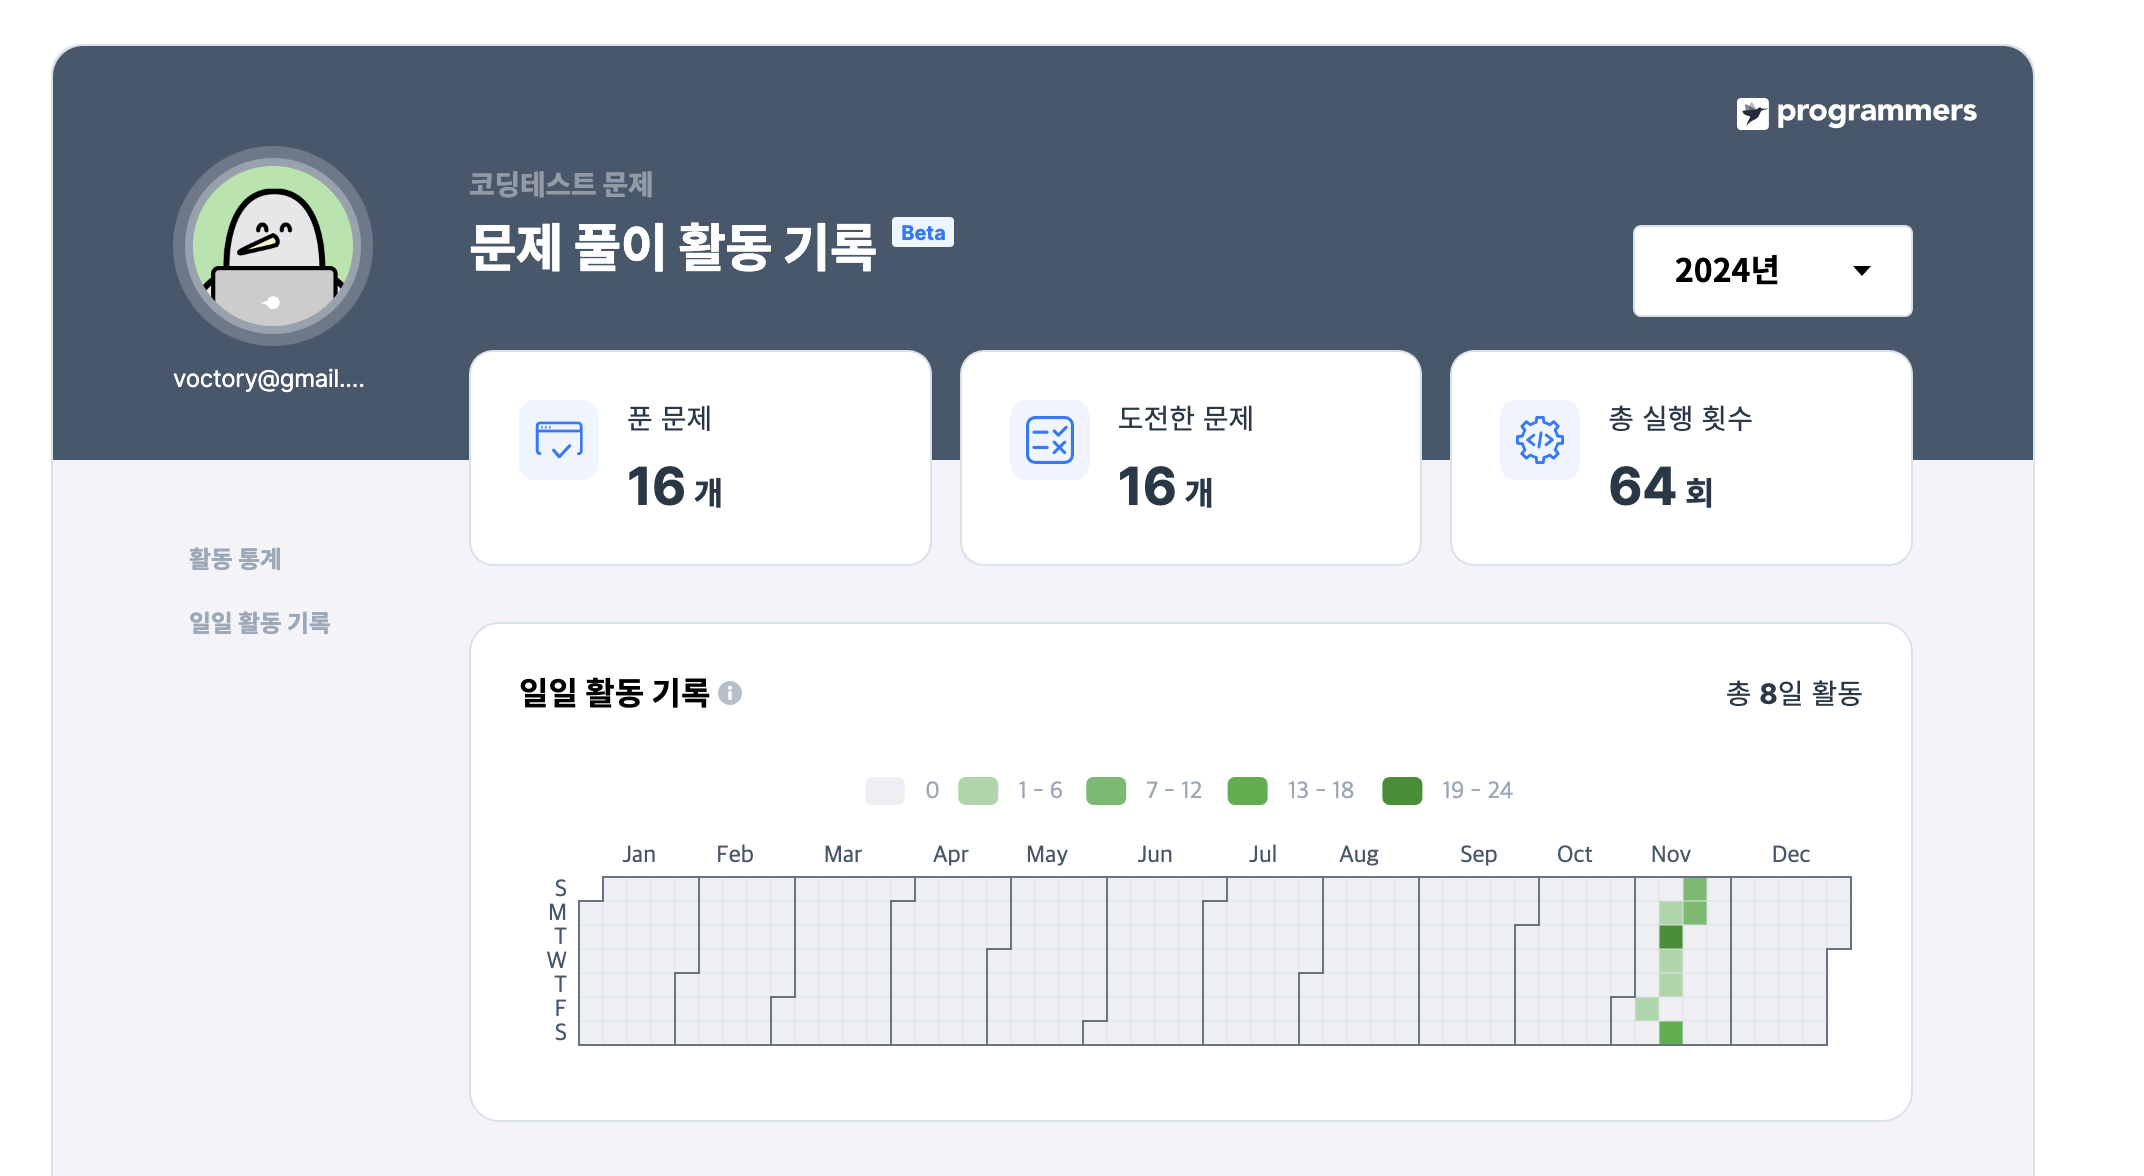 programmers
코딩테스트 문제
문제 풀이 활동 기록 Beta
2024년
voctory@gmail....
푼 문제
16 개
도전한 문제
16 개
총 실행 횟수
64 회
활동 통계
일일 활동 기록
일일 활동 기록
총 8일 활동
0 1 - 6 7 - 12 13 - 18 19 - 24
Jan Feb Mar Apr May Jun Jul Aug Sep Oct Nov Dec
S
M
T
W
T
F
S